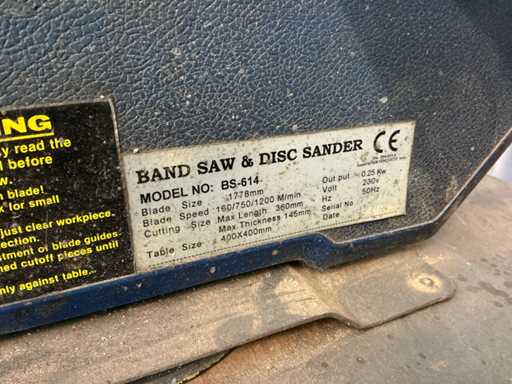 NING
y read the
l before
w.
n blade!
k for small
just clear workpiece.
ection.
tment or blade guides.
ned cutoff pieces until
nly against table...
BAND SAW & DISC SANDER
CE
MODEL NO: BS-614
Blade Size 1778mm
Blade Speed 160/750/1200 M/min
Cutting Size Max Length 360mm
Max. Thickness 145mm
Table Size 400X400mm
Out put 0.25 Kw
Volt 230v
Hz 50Hz
Serial No
Date